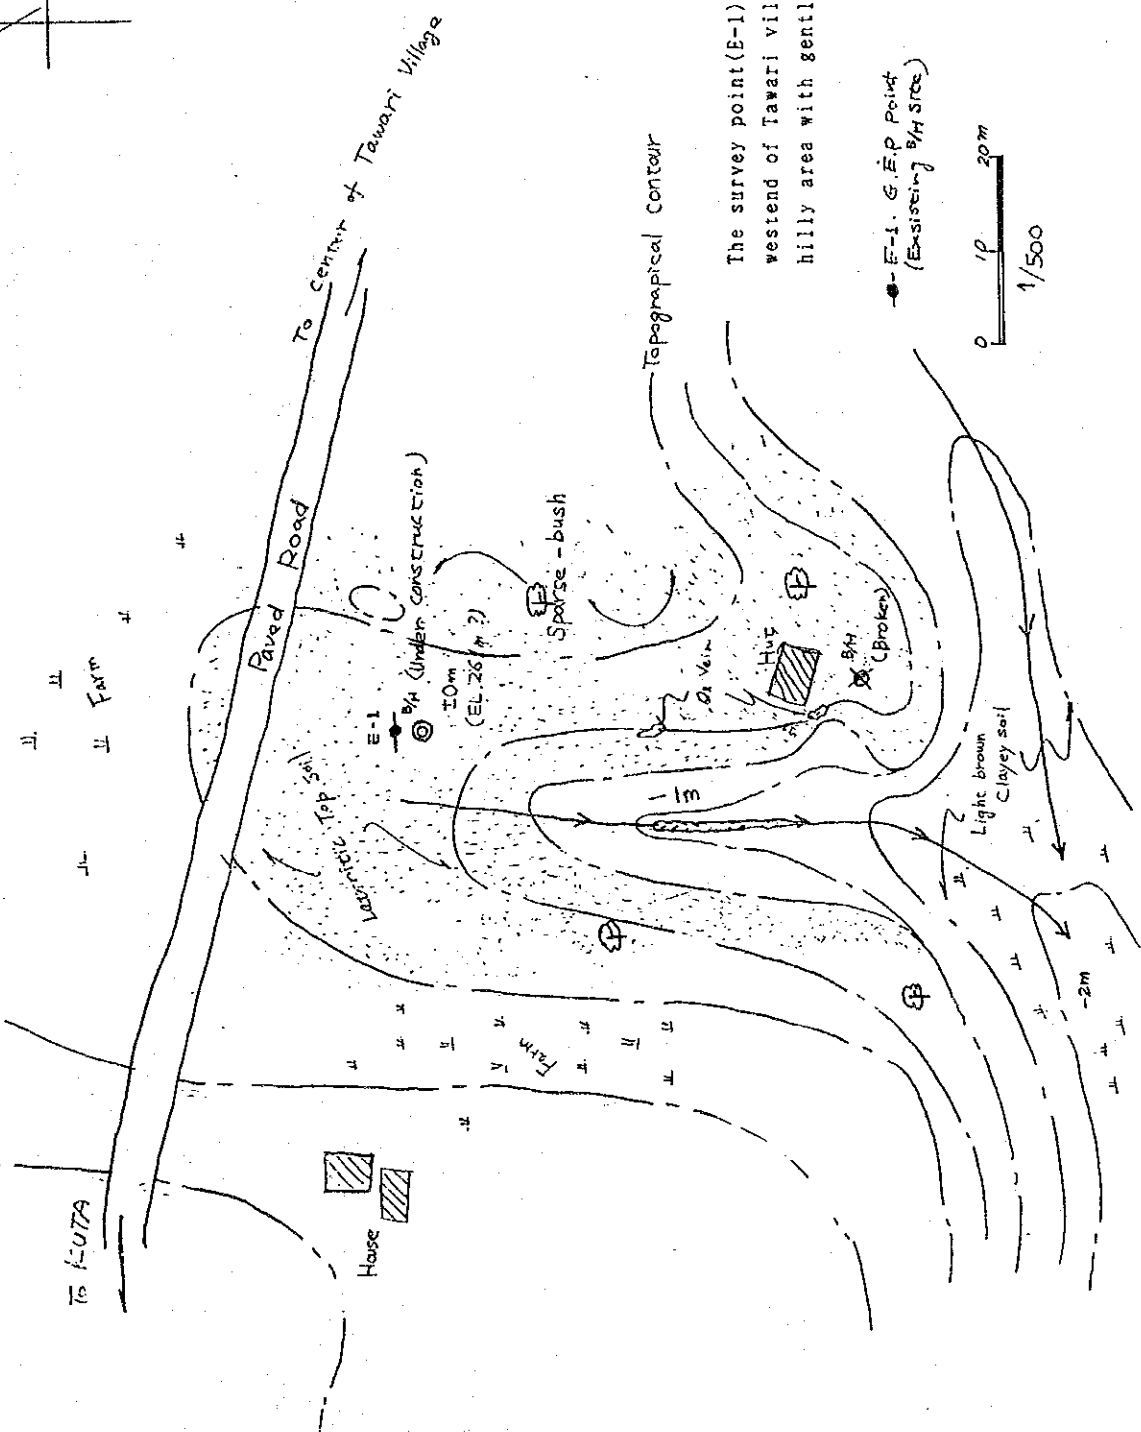 To KUTA
Paved Road
To Center of Tawari Village
Farm
House
Farm
Lateritic Top Soil
E-1
B/H (Under construction)
±0m
(EL.261m?)
Sparse-bush
Topograpical Contour
Qz Vein
Hut
B/H
(Broken)
-1m
Light brown
Clayey soil
-2m
The survey point(E-1)
westend of Tawari vil
hilly area with gentl
E-1. G.E.P Point
(Exsisting B/H Site)
0 10 20m
1/500